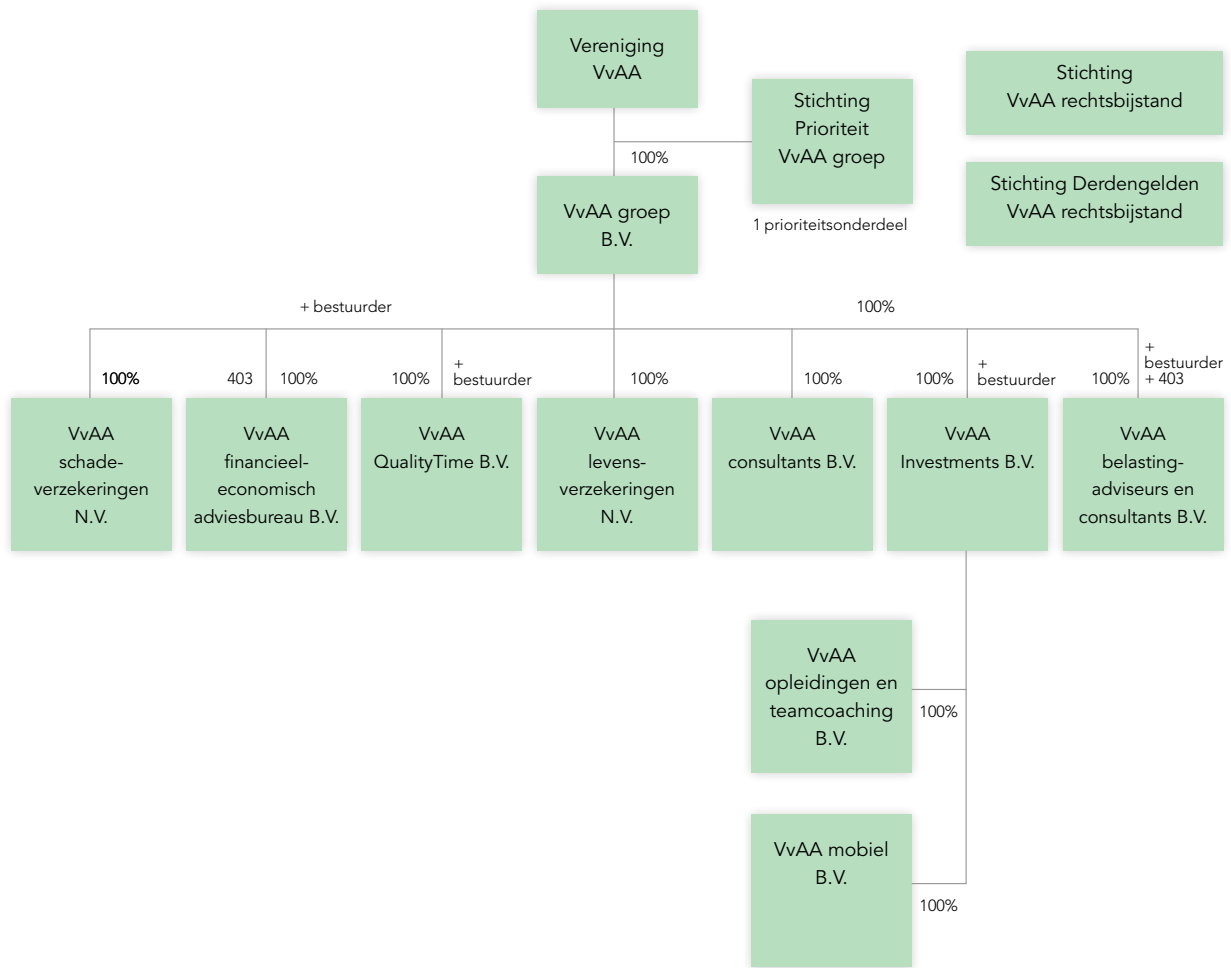 Vereniging
VvAA
Stichting
Prioriteit
VvAA groep
Stichting
VvAA rechtsbijstand
100%
Stichting Derdengelden
VvAA rechtsbijstand
VvAA groep
B.V.
1 prioriteitsonderdeel
+ bestuurder
100%
100%
403
100%
100%
+
bestuurder
100%
100%
100%
+
bestuurder
100%
+
bestuurder
+ 403
VvAA
schade-
verzekeringen
N.V.
VvAA
financieel-
economisch
adviesbureau B.V.
VvAA
QualityTime B.V.
VvAA
levens-
verzekeringen
N.V.
VvAA
consultants B.V.
VvAA
Investments B.V.
VvAA
belasting-
adviseurs en
consultants B.V.
VvAA
opleidingen en
teamcoaching
B.V.
100%
VvAA mobiel
B.V.
100%